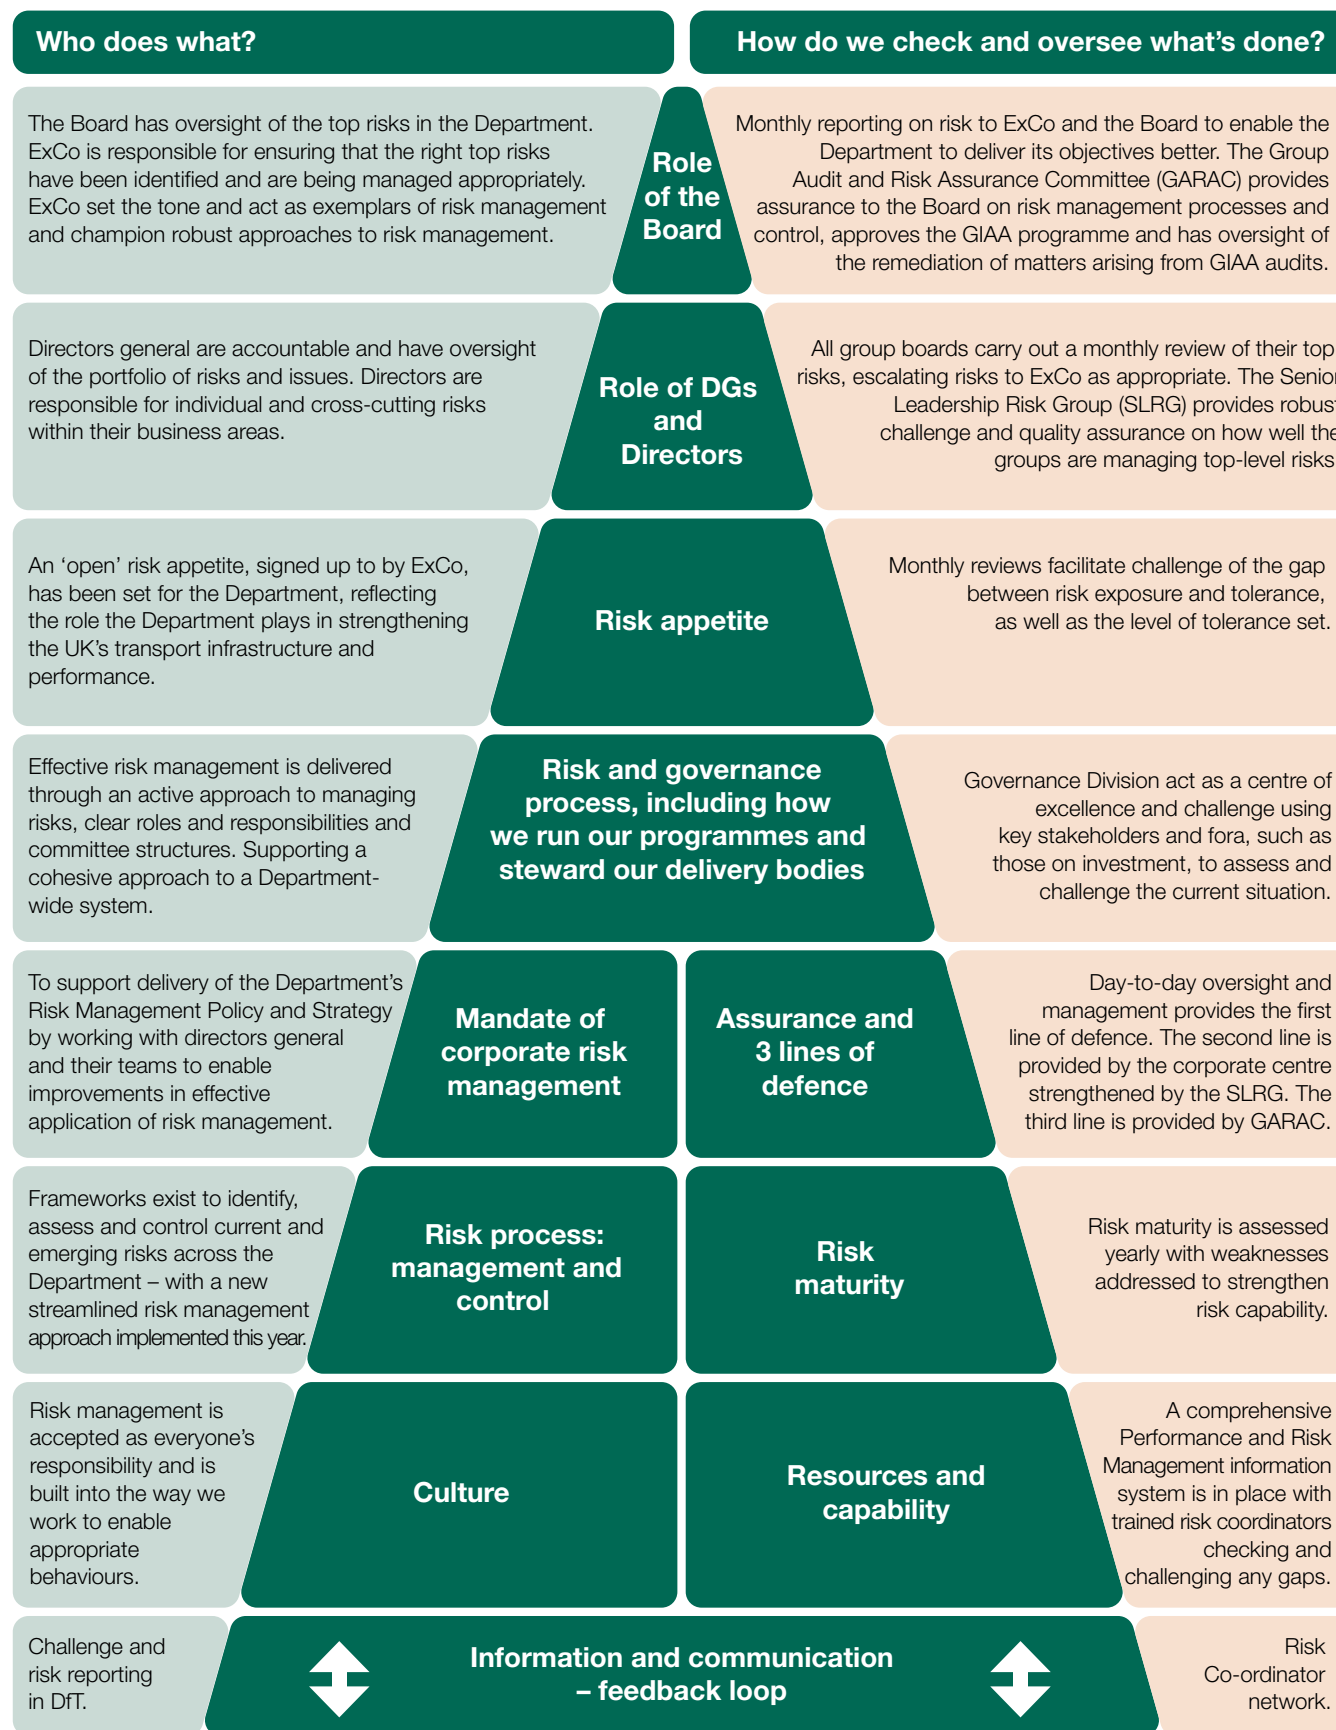 Who does what?
How do we check and oversee what's done?
The Board has oversight of the top risks in the Department.
ExCo is responsible for ensuring that the right top risks
have been identified and are being managed appropriately.
ExCo set the tone and act as exemplars of risk management
and champion robust approaches to risk management.
Role
of the
Board
Monthly reporting on risk to ExCo and the Board to enable the
Department to deliver its objectives better. The Group
Audit and Risk Assurance Committee (GARAC) provides
assurance to the Board on risk management processes and
control, approves the GIAA programme and has oversight of
the remediation of matters arising from GIAA audits.
Directors general are accountable and have oversight
of the portfolio of risks and issues. Directors are
responsible for individual and cross-cutting risks
within their business areas.
Role of DGs
and
Directors
All group boards carry out a monthly review of their top
risks, escalating risks to ExCo as appropriate. The Senior
Leadership Risk Group (SLRG) provides robust
challenge and quality assurance on how well the
groups are managing top-level risks
An ‘open’ risk appetite, signed up to by ExCo,
has been set for the Department, reflecting
the role the Department plays in strengthening
the UK’s transport infrastructure and
performance.
Risk appetite
Monthly reviews facilitate challenge of the gap
between risk exposure and tolerance,
as well as the level of tolerance set.
Effective risk management is delivered
through an active approach to managing
risks, clear roles and responsibilities and
committee structures. Supporting a
cohesive approach to a Department-
wide system.
Risk and governance
process, including how
we run our programmes and
steward our delivery bodies
Governance Division act as a centre of
excellence and challenge using
key stakeholders and fora, such as
those on investment, to assess and
challenge the current situation.
To support delivery of the Department’s
Risk Management Policy and Strategy
by working with directors general
and their teams to enable
improvements in effective
application of risk management.
Mandate of
corporate risk
management
Assurance and
3 lines of
defence
Day-to-day oversight and
management provides the first
line of defence. The second line is
provided by the corporate centre
strengthened by the SLRG. The
third line is provided by GARAC.
Frameworks exist to identify,
assess and control current and
emerging risks across the
Department – with a new
streamlined risk management
approach implemented this year.
Risk process:
management and
control
Risk
maturity
Risk maturity is assessed
yearly with weaknesses
addressed to strengthen
risk capability.
Risk management is
accepted as everyone’s
responsibility and is
built into the way we
work to enable
appropriate
behaviours.
Culture
Resources and
capability
A comprehensive
Performance and Risk
Management information
system is in place with
trained risk coordinators
checking and
challenging any gaps.
Challenge and
risk reporting
in DfT.
Information and communication
– feedback loop
Risk
Co-ordinator
network.